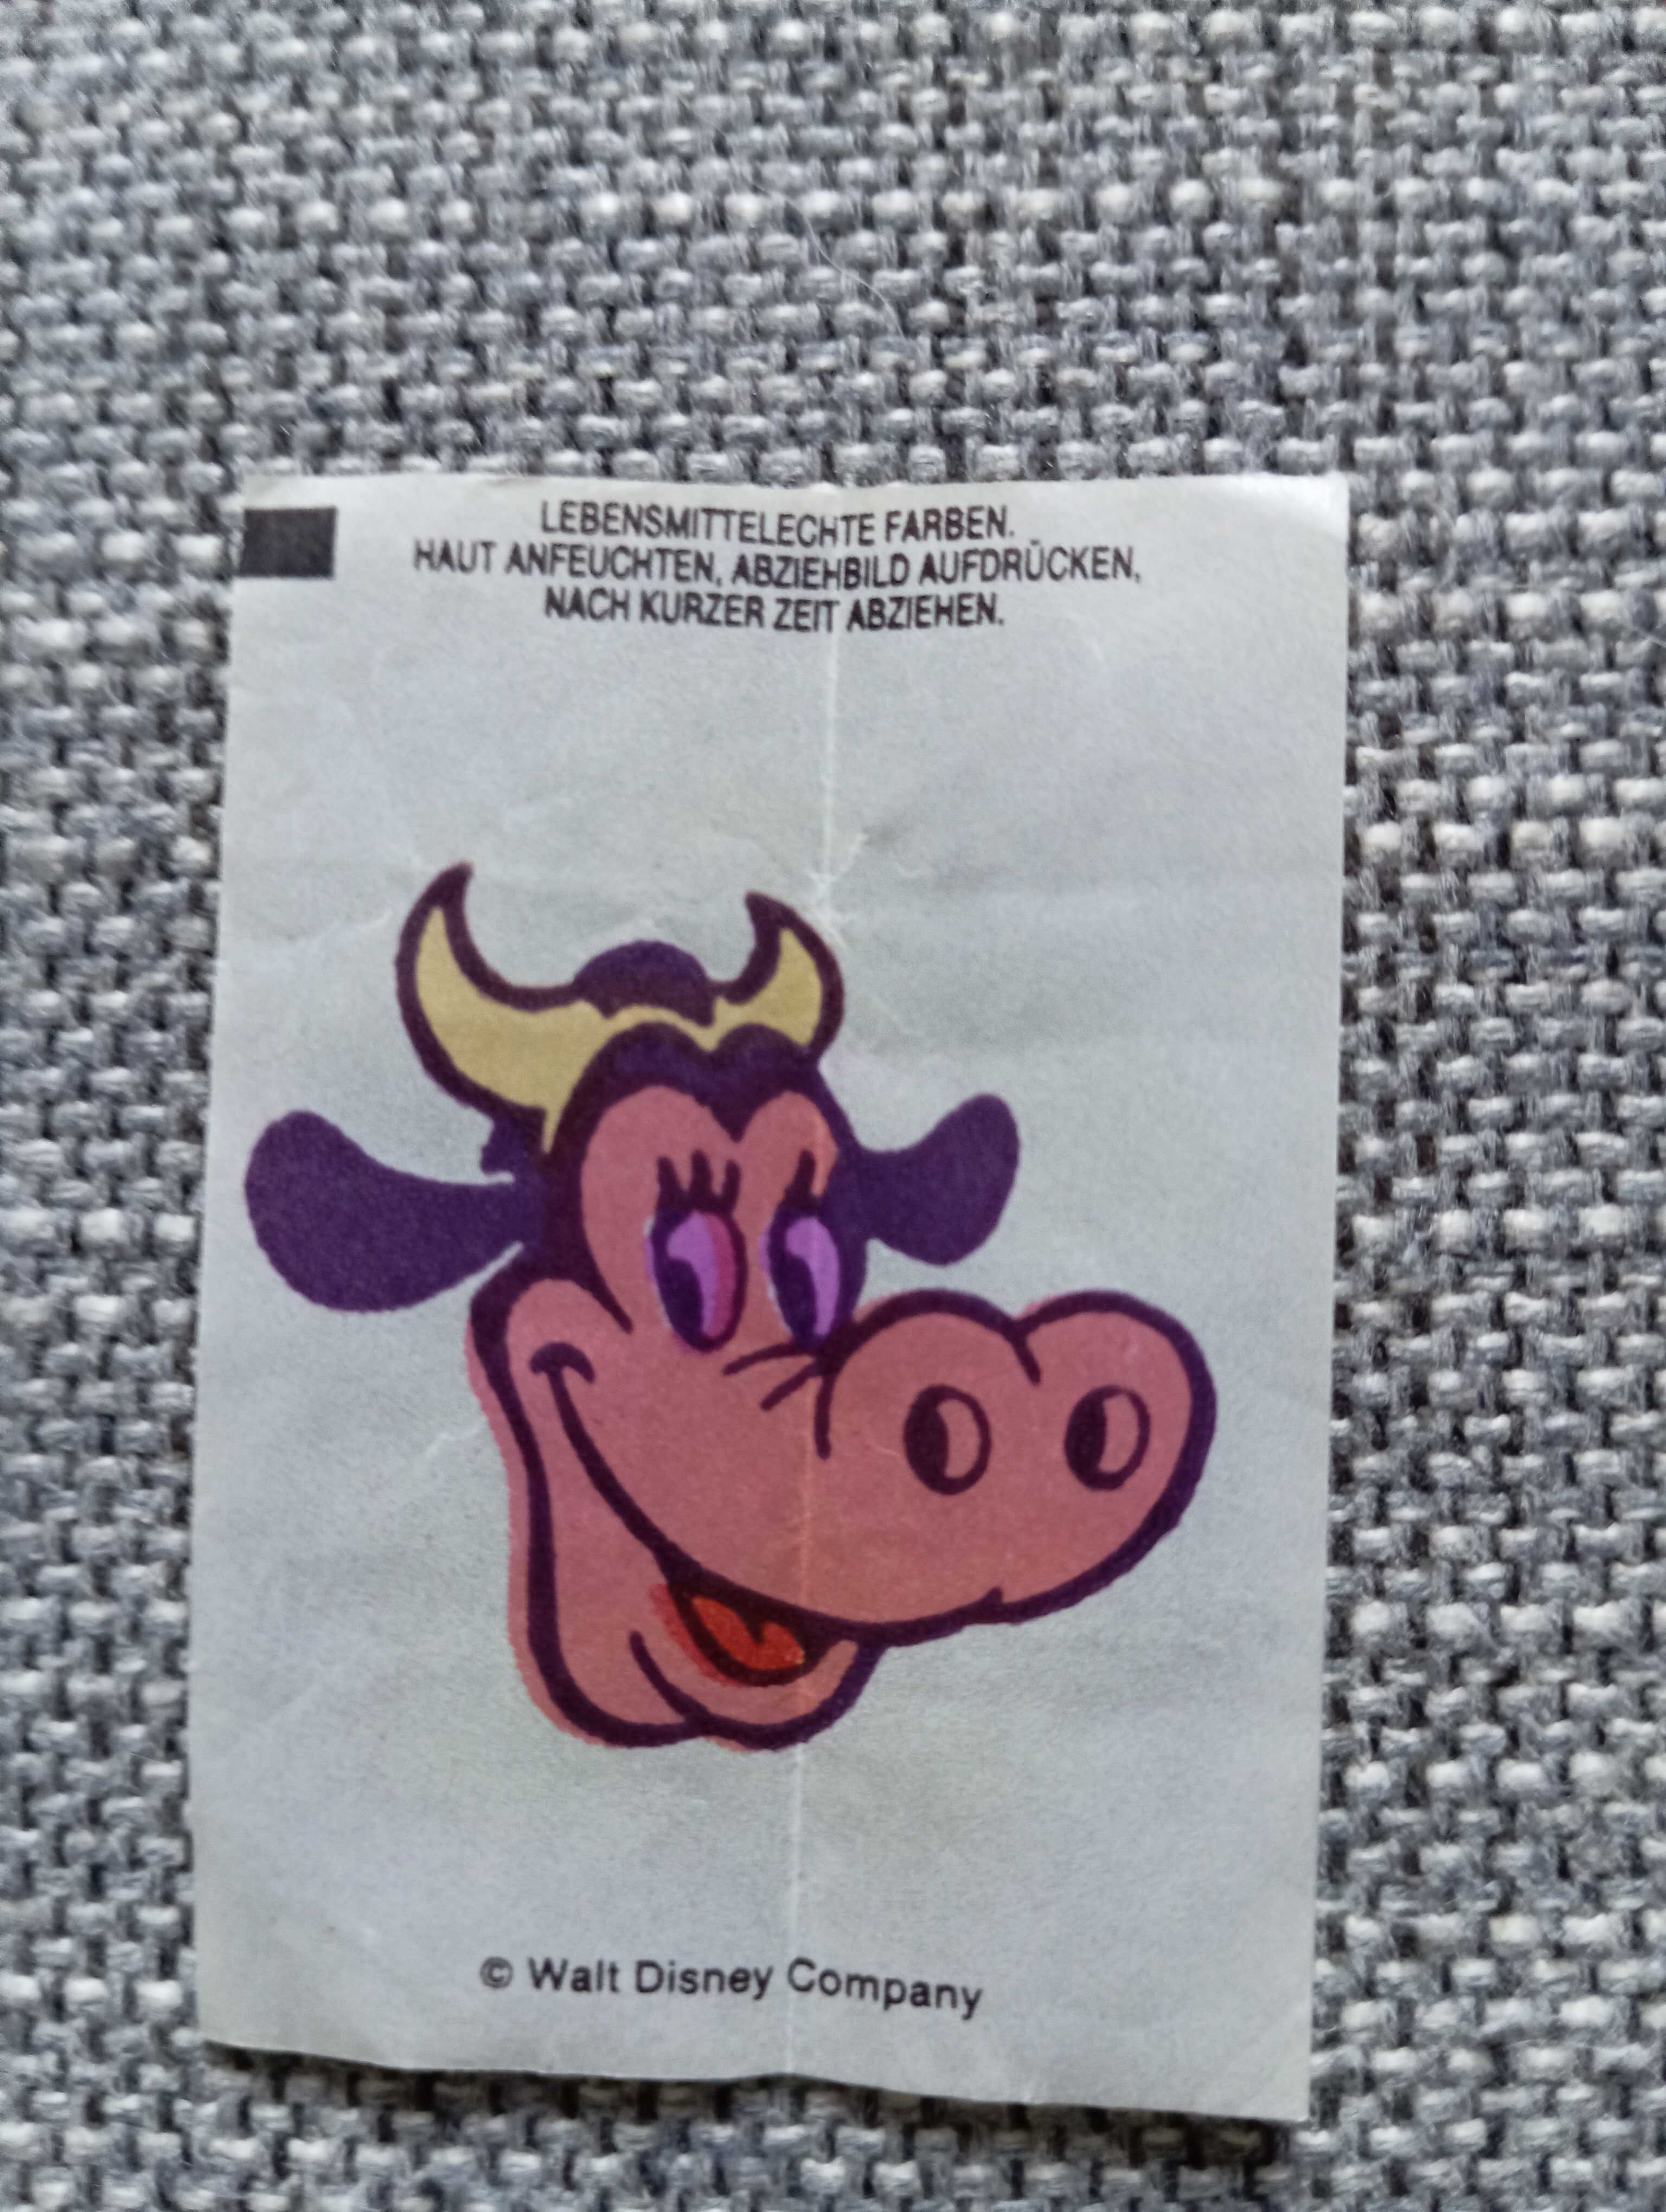 LEBENSMITTELECHTE FARBEN.
HAUT ANFEUCHTEN, ABZIEHBILD AUFDRÜCKEN,
NACH KURZER ZEIT ABZIEHEN.
© Walt Disney Company